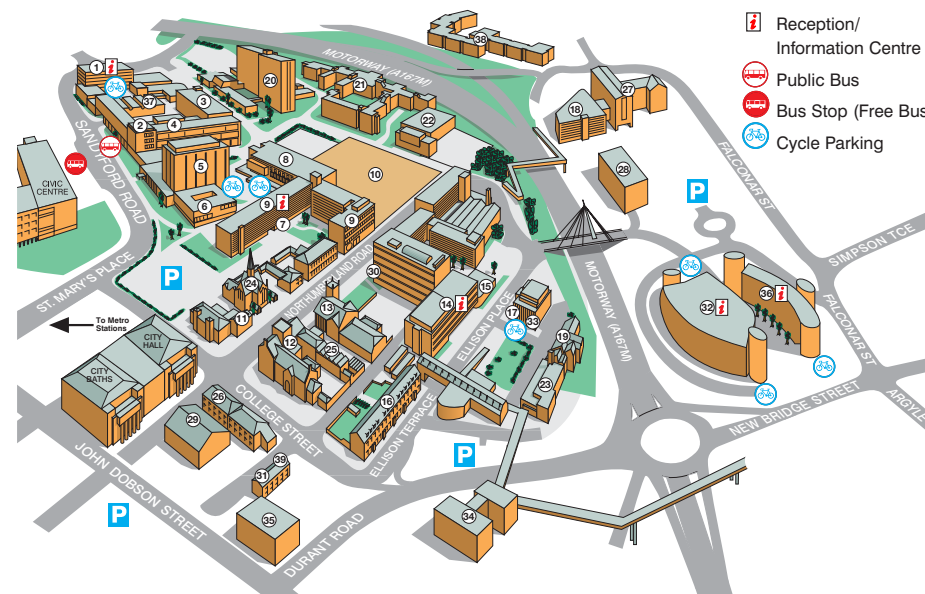 Reception/
Information Centre
Public Bus
Bus Stop (Free Bus
Cycle Parking
MOTORWAY (A167M)
38
1
i
37
3
20
21
2
4
22
18
27
5
8
10
28
SANDYFORD ROAD
CIVIC
CENTRE
6
9
i
7
9
P
FALCONAR ST
ST. MARY'S PLACE
P
24
NORTHUMBERLAND ROAD
30
SIMPSON TCE
To Metro
Stations
11
13
14
i
15
ELLISON PLACE
17
33
MOTORWAY (A167M)
32
i
36
i
FALCONAR ST
CITY
HALL
CITY
BATHS
12
25
19
16
23
26
29
COLLEGE STREET
ELLISON TERRACE
NEW BRIDGE STREET
ARGYLE
39
31
P
JOHN DOBSON STREET
P
35
DURANT ROAD
34